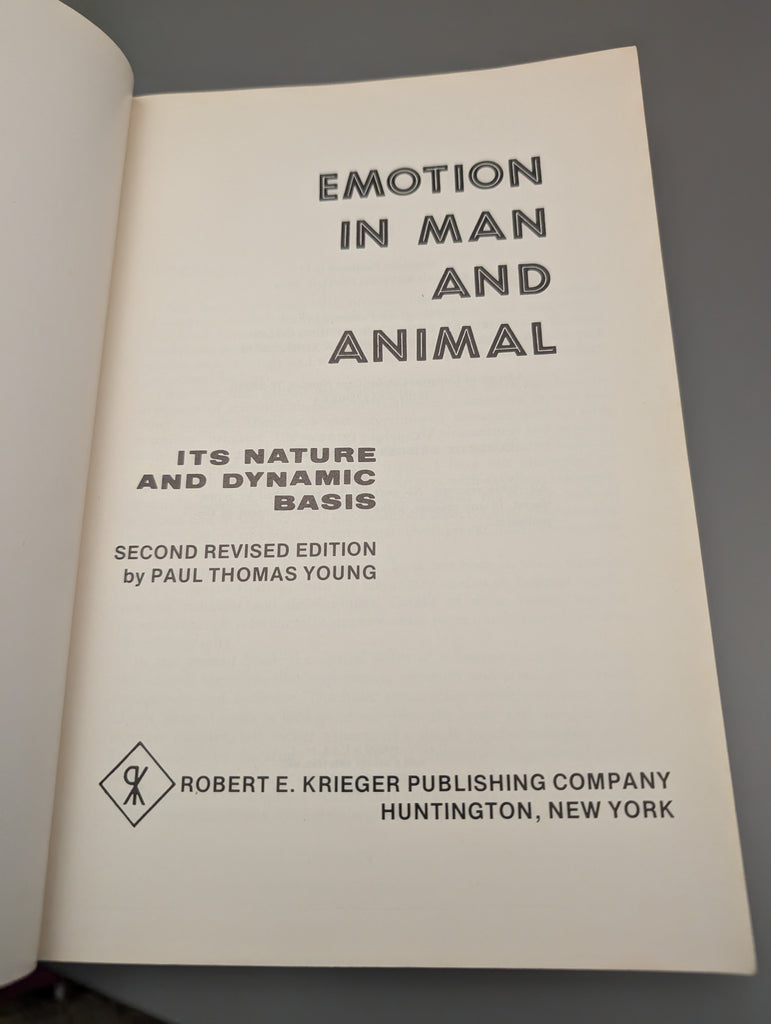 EMOTION
IN MAN
AND
ANIMAL
ITS NATURE
AND DYNAMIC
BASIS
SECOND REVISED EDITION
by PAUL THOMAS YOUNG
ROBERT E. KRIEGER PUBLISHING COMPANY
HUNTINGTON, NEW YORK